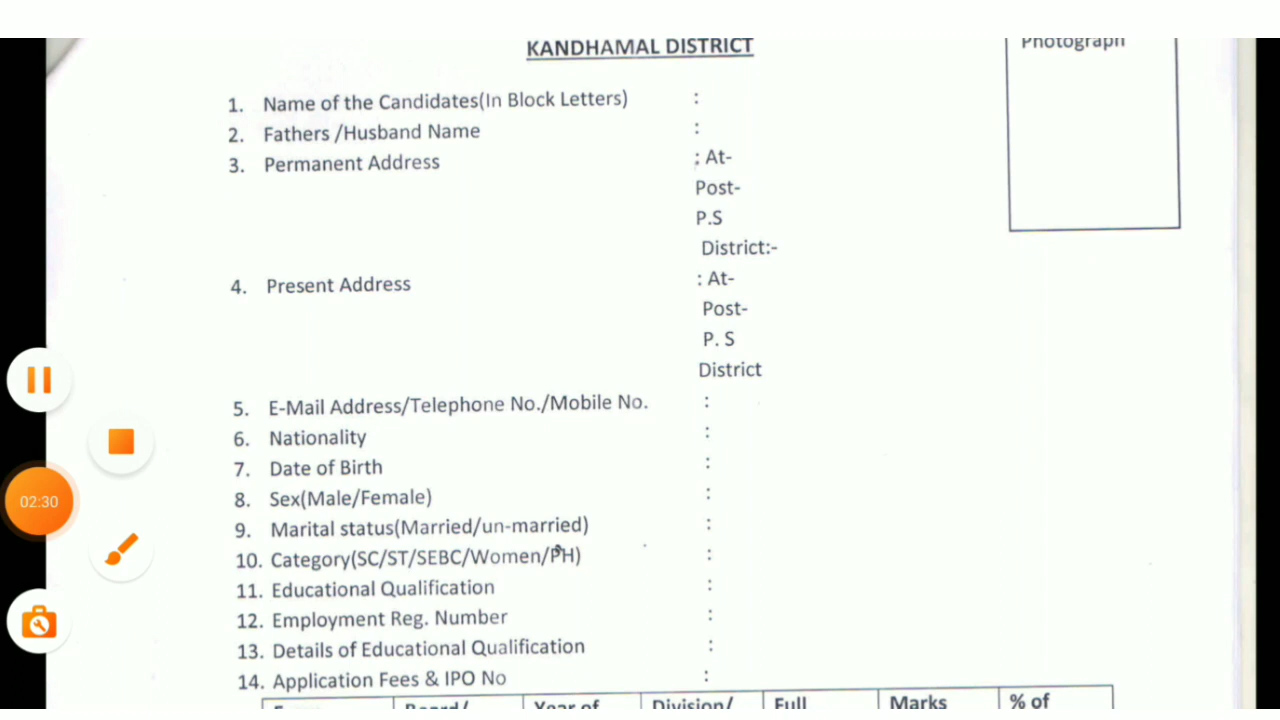 KANDHAMAL DISTRICT
Photograph
1. Name of the Candidates(In Block Letters) :
2. Fathers /Husband Name :
3. Permanent Address : At-
Post-
P.S
District:-
4. Present Address : At-
Post-
P. S
District
5. E-Mail Address/Telephone No./Mobile No. :
6. Nationality :
7. Date of Birth :
8. Sex(Male/Female) :
9. Marital status(Married/un-married) :
10. Category(SC/ST/SEBC/Women/PH) :
11. Educational Qualification :
12. Employment Reg. Number :
13. Details of Educational Qualification :
14. Application Fees & IPO No :
Board/ Year of Division/ Full Marks % of
02:30